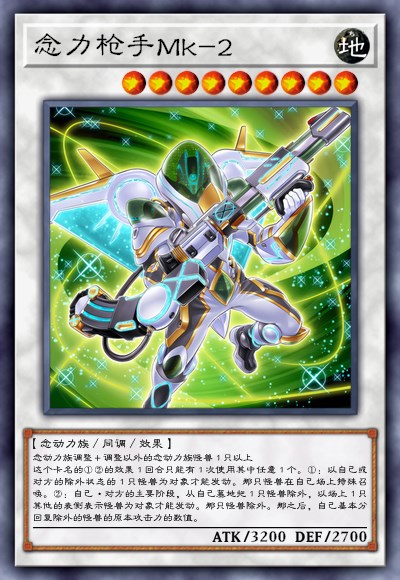 念力枪手Mk-2
地
【念动力族/同调/效果】
念动力族调整+调整以外的念动力族怪兽1只以上
这个卡名的①②的效果1回合只能有1次使用其中任意1个。①:以自己或
对方的除外状态的1只怪兽为对象才能发动。那只怪兽在自己场上特殊召
唤。②:自己·对方的主要阶段,从自己墓地把1只怪兽除外,以场上1只
其他的表侧表示怪兽为对象才能发动。那只怪兽除外。那之后,自己基本分
回复除外的怪兽的原本攻击力的数值。
ATK/3200 DEF/2700